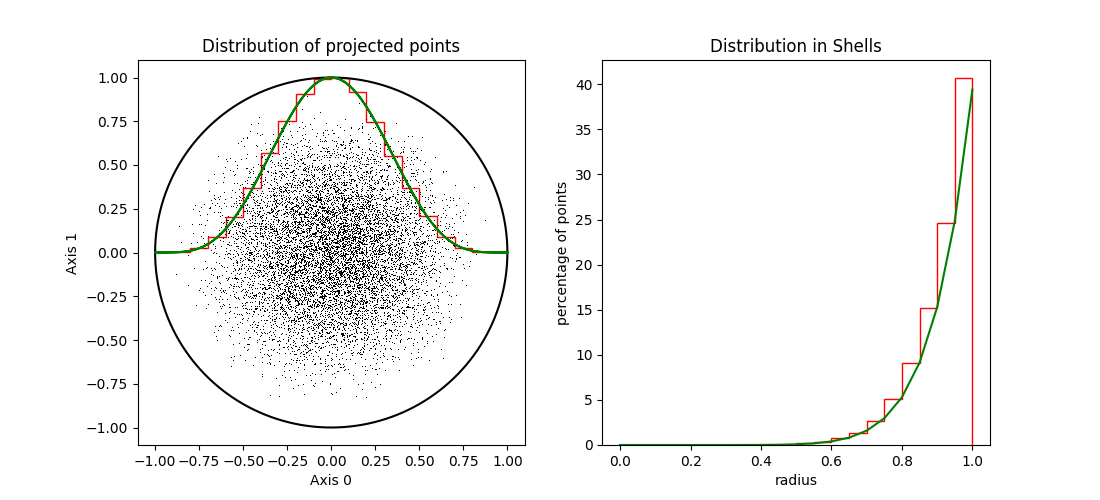 Distribution of projected points
1.00
0.75
0.50
0.25
0.00
−0.25
−0.50
−0.75
−1.00
Axis 1
−1.00 −0.75 −0.50 −0.25 0.00 0.25 0.50 0.75 1.00
Axis 0
Distribution in Shells
40
35
30
25
20
15
10
5
0
percentage of points
0.0 0.2 0.4 0.6 0.8 1.0
radius